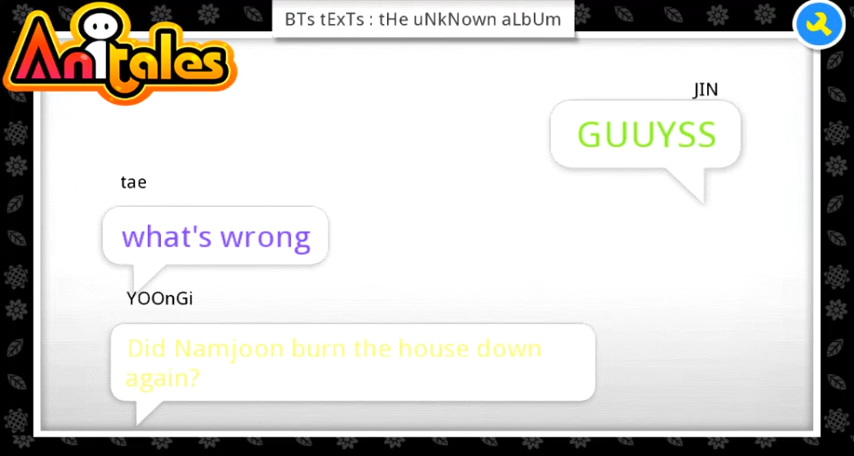 BTs tExTs : tHe uNkNown aLbUm
Anitales
JIN
GUUYSS
tae
what's wrong
YOOnGi
Did Namjoon burn the house down
again?